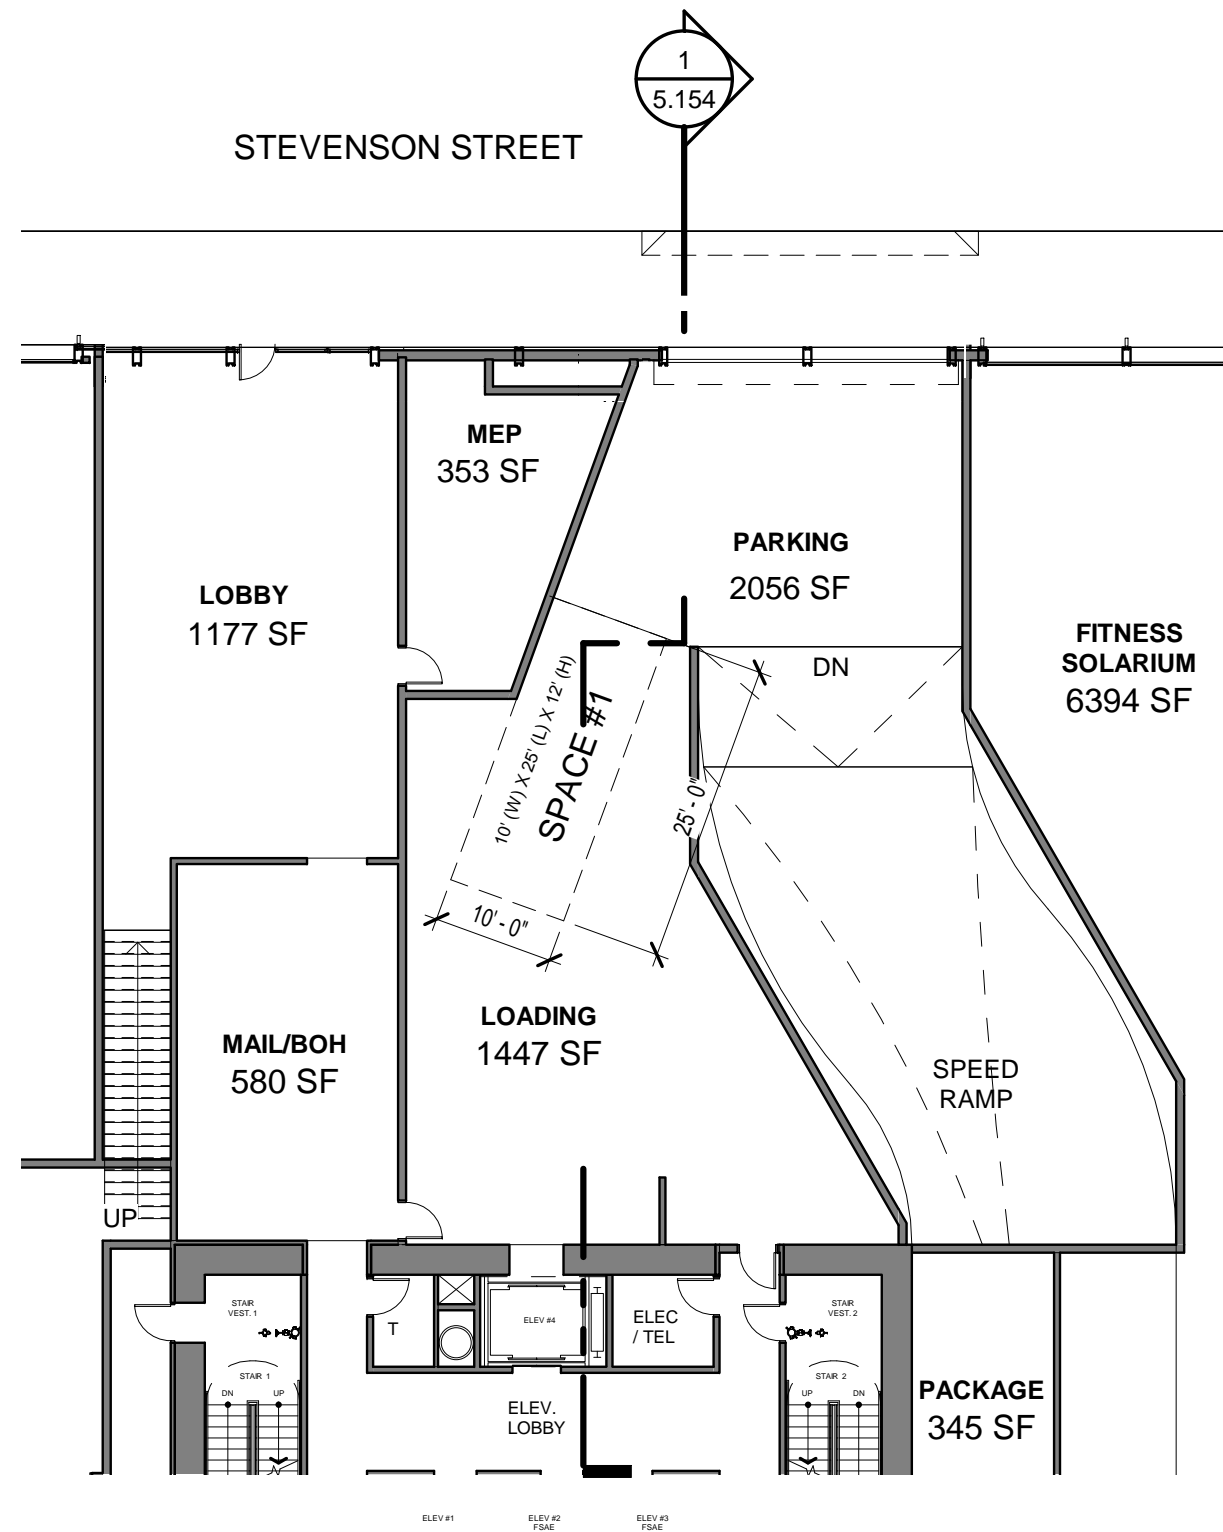 1
5.154
STEVENSON STREET
MEP
353 SF
PARKING
2056 SF
LOBBY
1177 SF
FITNESS
SOLARIUM
6394 SF
DN
10' (W) X 25' (L) X 12' (H)
SPACE #1
25' - 0"
10' - 0"
LOADING
1447 SF
MAIL/BOH
580 SF
SPEED
RAMP
UP
STAIR
VEST. 1
STAIR 1
DN
UP
T
ELEV #4
ELEC
/ TEL
STAIR
VEST. 2
STAIR 2
UP
DN
ELEV.
LOBBY
PACKAGE
345 SF
ELEV #1
ELEV #2
FSAE
ELEV #3
FSAE